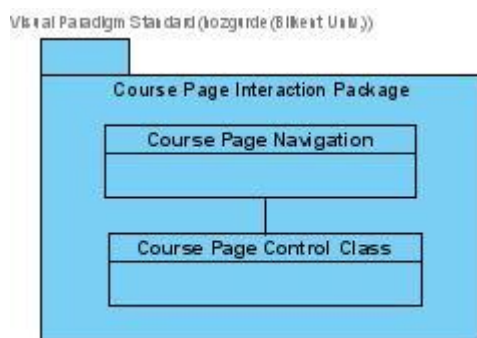 Visual Paradigm Standard (kozgurde (Bilkent Univ.))
Course Page Interaction Package
Course Page Navigation
Course Page Control Class